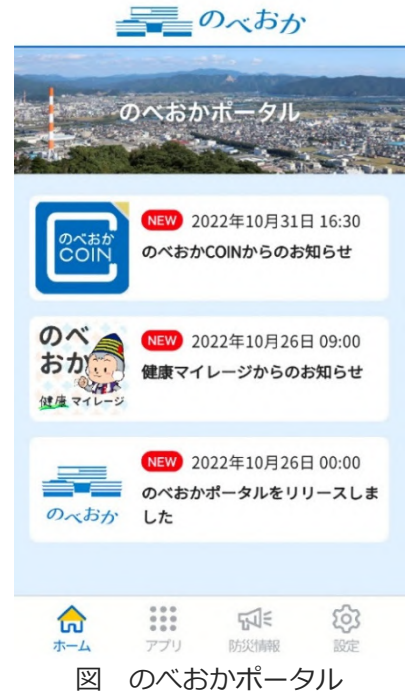 のべおか
のべおかポータル
のべおか
COIN
NEW 2022年10月31日 16:30
のべおかCOINからのお知らせ
のべ
おか
健康マイレージ
NEW 2022年10月26日 09:00
健康マイレージからのお知らせ
のべおか
NEW 2022年10月26日 00:00
のべおかポータルをリリースしま
した
ホーム
アプリ
防災情報
設定
図 のべおかポータル